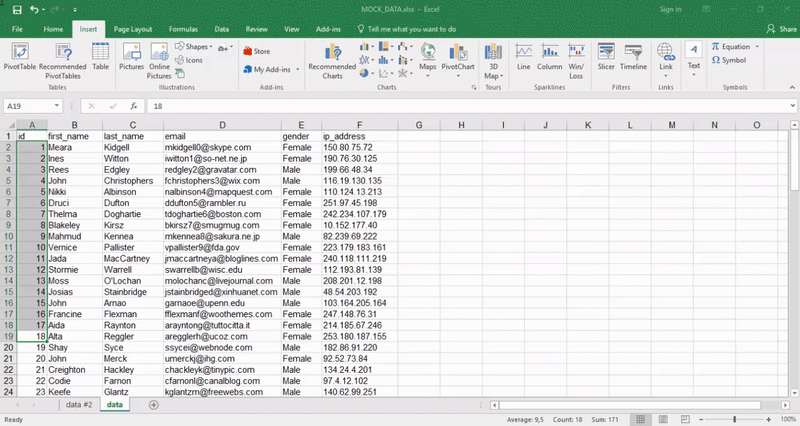 MOCK_DATA.xlsx - Excel
Sign in
File Home Insert Page Layout Formulas Data Review View Add-ins Tell me what you want to do Share
PivotTable Recommended PivotTables Table Pictures Online Pictures Shapes Icons Store My Add-ins Recommended Charts Maps PivotChart 3D Map Line Column Win/Loss Slicer Timeline Link Text Equation Symbol
Tables Illustrations Add-ins Charts Tours Sparklines Filters Links Symbols
A19 fx 18
A B C D E F G H I J K L M N O
1 id first_name last_name email gender ip_address
2 1 Meara Kidgell mkidgell0@skype.com Female 150.80.75.72
3 2 Ines Witton iwitton1@so-net.ne.jp Female 190.76.30.125
4 3 Rees Edgley redgley2@gravatar.com Male 199.66.48.34
5 4 John Christophers fchristophers3@wix.com Male 116.19.130.135
6 5 Nikki Albinson nalbinson4@mapquest.com Female 110.124.13.213
7 6 Druci Dufton ddufton5@rambler.ru Female 251.97.45.198
8 7 Thelma Doghartie tdoghartie6@boston.com Female 242.234.107.179
9 8 Blakeley Kirsz bkirsz7@smugmug.com Female 10.152.177.40
10 9 Mahmud Kennea mkennea8@sakura.ne.jp Male 82.239.69.222
11 10 Vernice Pallister vpallister9@fda.gov Female 223.179.183.161
12 11 Jada MacCartney jmaccartneya@bloglines.com Female 240.118.111.219
13 12 Stormie Warrell swarrellb@wisc.edu Female 112.193.81.139
14 13 Moss O'Lochan molochanc@livejournal.com Male 208.201.12.198
15 14 Josias Stainbridge jstainbridged@xinhuanet.com Male 48.54.203.192
16 15 John Arnao garnaoe@upenn.edu Male 103.164.205.164
17 16 Francine Flexman fflexmanf@woothemes.com Female 247.148.76.31
18 17 Aida Raynton arayntong@tuttocitta.it Female 214.185.67.246
19 18 Alta Reggler aregglerh@ucoz.com Female 253.180.187.155
20 19 Shay Syce ssycei@webnode.com Male 182.86.91.220
21 20 John Merck umerckj@ihg.com Female 92.52.73.84
22 21 Creighton Hackley chackleyk@tinypic.com Male 134.24.4.201
23 22 Codie Farnon cfarnonl@canalblog.com Male 97.4.12.102
24 23 Keefe Glantz kglantzm@freewebs.com Male 140.62.99.251
data #2 data
Ready Average: 9,5 Count: 18 Sum: 171 100%